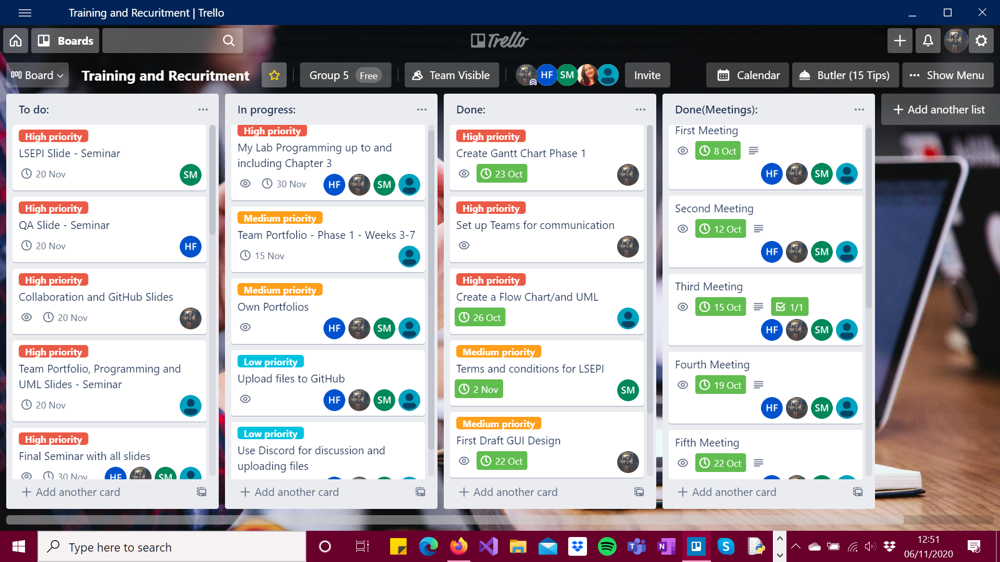 Training and Recuritment | Trello
Boards
Trello
Board
Training and Recuritment
Group 5 Free
Team Visible
HF SM
Invite
Calendar
Butler (15 Tips)
Show Menu
To do:
High priority
LSEPI Slide - Seminar
20 Nov
SM
High priority
QA Slide - Seminar
20 Nov
HF
High priority
Collaboration and GitHub Slides
20 Nov
High priority
Team Portfolio, Programming and
UML Slides - Seminar
20 Nov
High priority
Final Seminar with all slides
30 Nov
HF SM
Add another card
In progress:
High priority
My Lab Programming up to and
including Chapter 3
30 Nov
HF SM
Medium priority
Team Portfolio - Phase 1 - Weeks 3-7
15 Nov
Medium priority
Own Portfolios
HF SM
Low priority
Upload files to GitHub
HF SM
Low priority
Use Discord for discussion and
uploading files
Add another card
Done:
High priority
Create Gantt Chart Phase 1
23 Oct
High priority
Set up Teams for communication
High priority
Create a Flow Chart/and UML
26 Oct
Medium priority
Terms and conditions for LSEPI
2 Nov
SM
Medium priority
First Draft GUI Design
22 Oct
Add another card
Done(Meetings):
First Meeting
8 Oct
HF SM
Second Meeting
12 Oct
HF SM
Third Meeting
15 Oct 1/1
HF SM
Fourth Meeting
19 Oct
HF SM
Fifth Meeting
22 Oct
Add another card
Add another list
Type here to search
12:51
06/11/2020